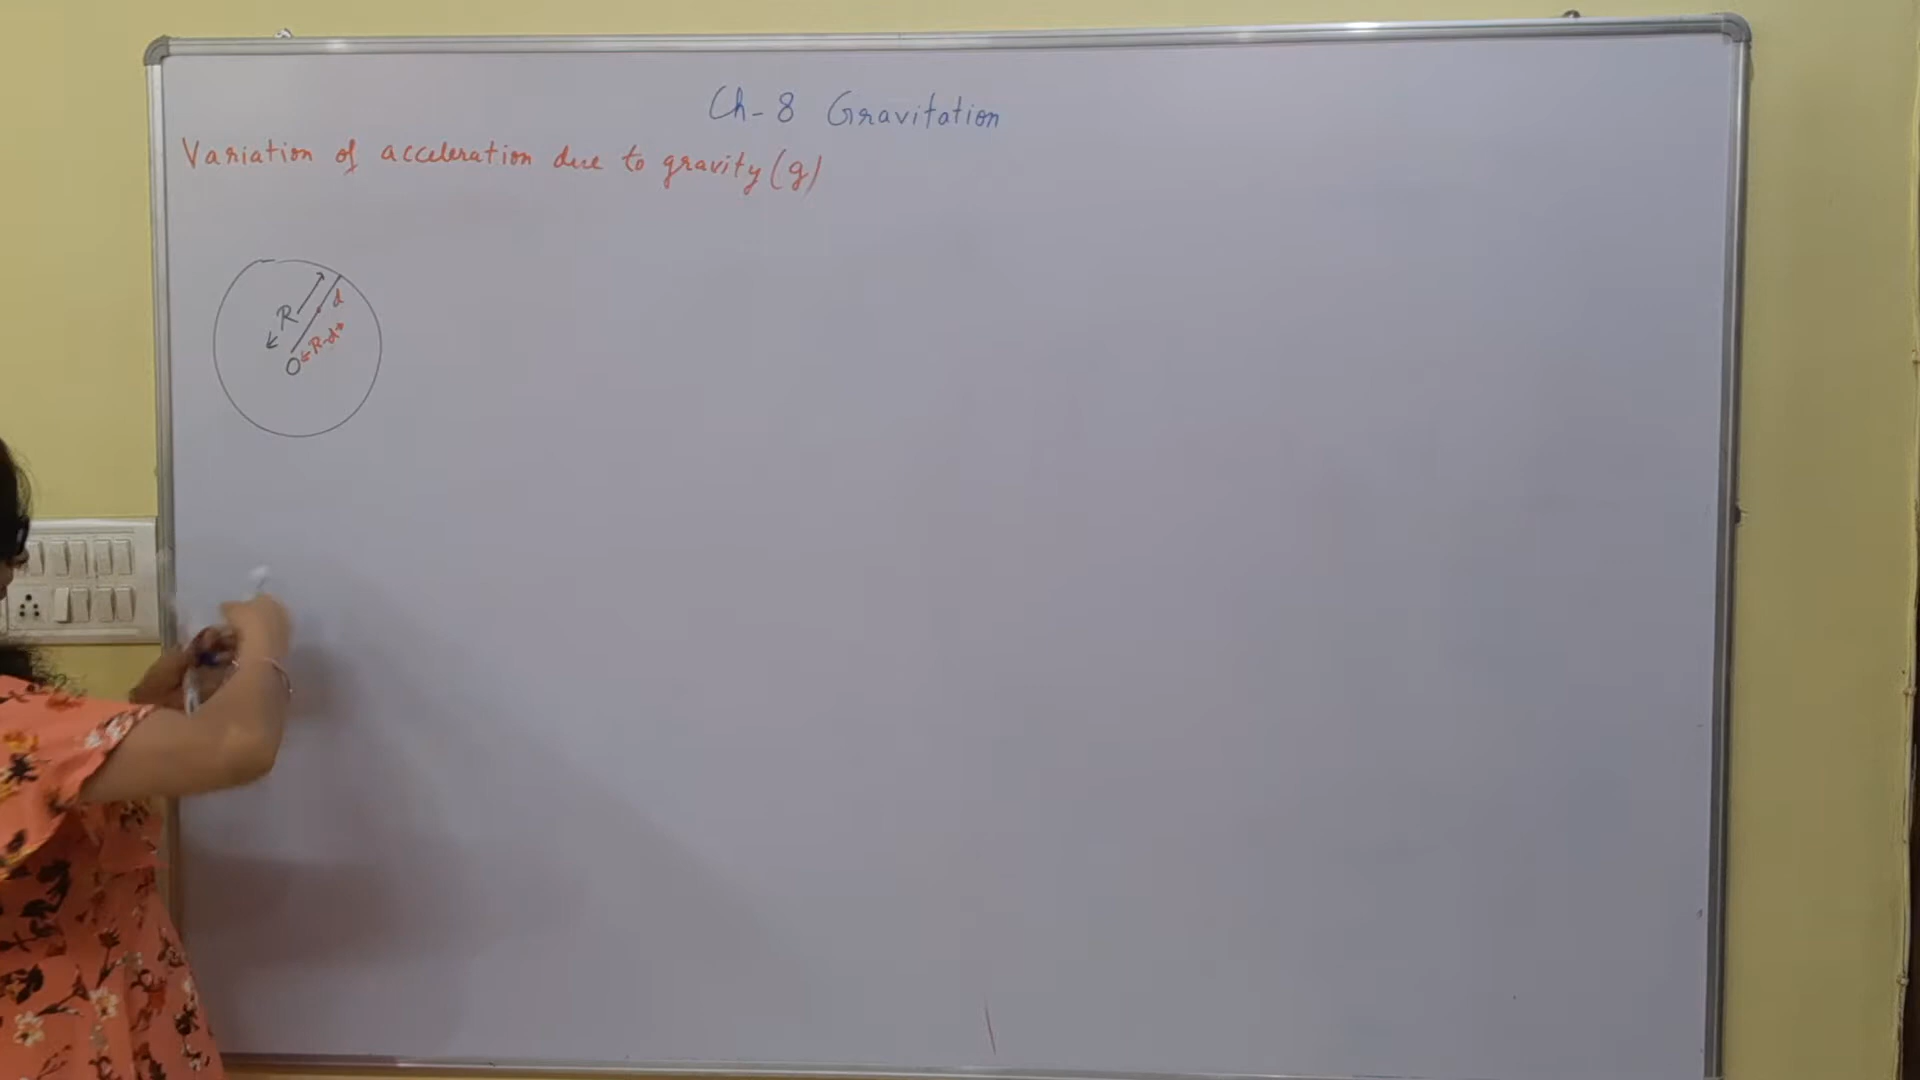 Ch-8 Gravitation
Variation of acceleration due to gravity (g)
d
R
R-d
O